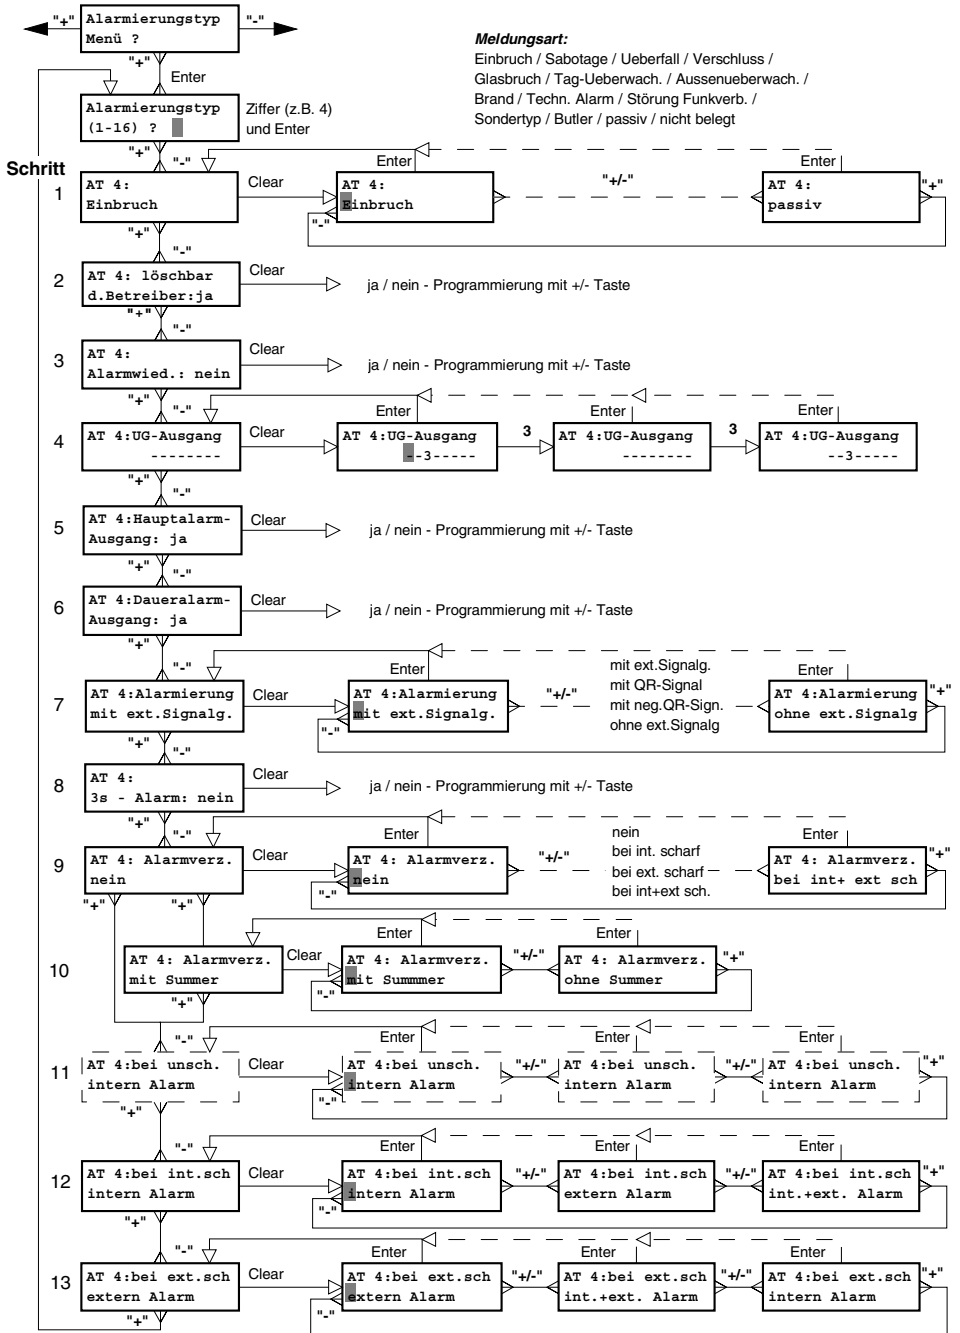 "+" Alarmierungstyp "-"
Menü ?
"+"
Enter
Meldungsart:
Einbruch / Sabotage / Ueberfall / Verschluss /
Glasbruch / Tag-Ueberwach. / Aussenueberwach. /
Brand / Techn. Alarm / Störung Funkverb. /
Sondertyp / Butler / passiv / nicht belegt
Alarmierungstyp
(1-16) ?
Ziffer (z.B. 4)
und Enter
"+"
"-"
Schritt
Enter Enter
1
AT 4:
Einbruch
Clear
AT 4:
Einbruch
"+/-"
AT 4:
passiv
"+"
"-"
"+"
"-"
2
AT 4: löschbar
d.Betreiber:ja
Clear
ja / nein - Programmierung mit +/- Taste
"+"
"-"
3
AT 4:
Alarmwied.: nein
Clear
ja / nein - Programmierung mit +/- Taste
"+"
"-"
Enter Enter Enter
4
AT 4:UG-Ausgang
--------
Clear
AT 4:UG-Ausgang
--3-----
3
AT 4:UG-Ausgang
--------
3
AT 4:UG-Ausgang
--3-----
"+"
"-"
5
AT 4:Hauptalarm-
Ausgang: ja
Clear
ja / nein - Programmierung mit +/- Taste
"+"
"-"
6
AT 4:Daueralarm-
Ausgang: ja
Clear
ja / nein - Programmierung mit +/- Taste
"+"
"-"
Enter Enter
7
AT 4:Alarmierung
mit ext.Signalg.
Clear
AT 4:Alarmierung
mit ext.Signalg.
"+/-"
mit ext.Signalg.
mit QR-Signal
mit neg.QR-Sign.
ohne ext.Signalg
AT 4:Alarmierung
ohne ext.Signalg
"+"
"-"
"+"
"-"
8
AT 4:
3s - Alarm: nein
Clear
ja / nein - Programmierung mit +/- Taste
"+"
"-"
Enter Enter
9
AT 4: Alarmverz.
nein
Clear
AT 4: Alarmverz.
nein
"+/-"
nein
bei int. scharf
bei ext. scharf
bei int+ext sch.
AT 4: Alarmverz.
bei int+ ext sch
"+"
"-"
"+" "+"
Enter Enter
10
AT 4: Alarmverz.
mit Summer
Clear
AT 4: Alarmverz.
mit Summmer
"+/-"
AT 4: Alarmverz.
ohne Summer
"+"
"-"
"+"
"-"
Enter Enter Enter
11
AT 4:bei unsch.
intern Alarm
Clear
AT 4:bei unsch.
intern Alarm
"+/-"
AT 4:bei unsch.
intern Alarm
"+/-"
AT 4:bei unsch.
intern Alarm
"+"
"-"
"+"
"-"
Enter Enter Enter
12
AT 4:bei int.sch
intern Alarm
Clear
AT 4:bei int.sch
intern Alarm
"+/-"
AT 4:bei int.sch
extern Alarm
"+/-"
AT 4:bei int.sch
int.+ext. Alarm
"+"
"-"
"+"
"-"
Enter Enter Enter
13
AT 4:bei ext.sch
extern Alarm
Clear
AT 4:bei ext.sch
extern Alarm
"+/-"
AT 4:bei ext.sch
int.+ext. Alarm
"+/-"
AT 4:bei ext.sch
intern Alarm
"+"
"-"
"+"